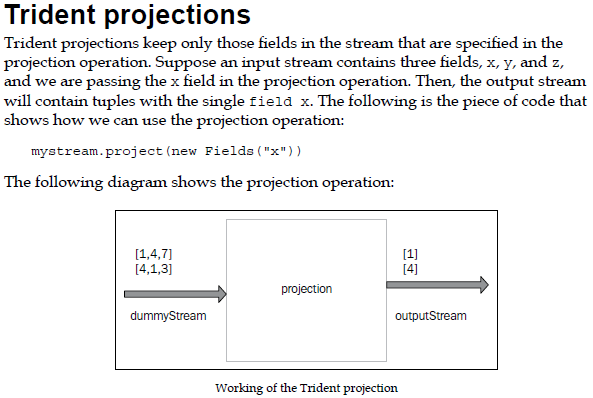 Trident projections
Trident projections keep only those fields in the stream that are specified in the
projection operation. Suppose an input stream contains three fields, x, y, and z,
and we are passing the x field in the projection operation. Then, the output stream
will contain tuples with the single field x. The following is the piece of code that
shows how we can use the projection operation:
mystream.project(new Fields("x"))
The following diagram shows the projection operation:
[1,4,7]
[4,1,3]
dummyStream
projection
[1]
[4]
outputStream
Working of the Trident projection